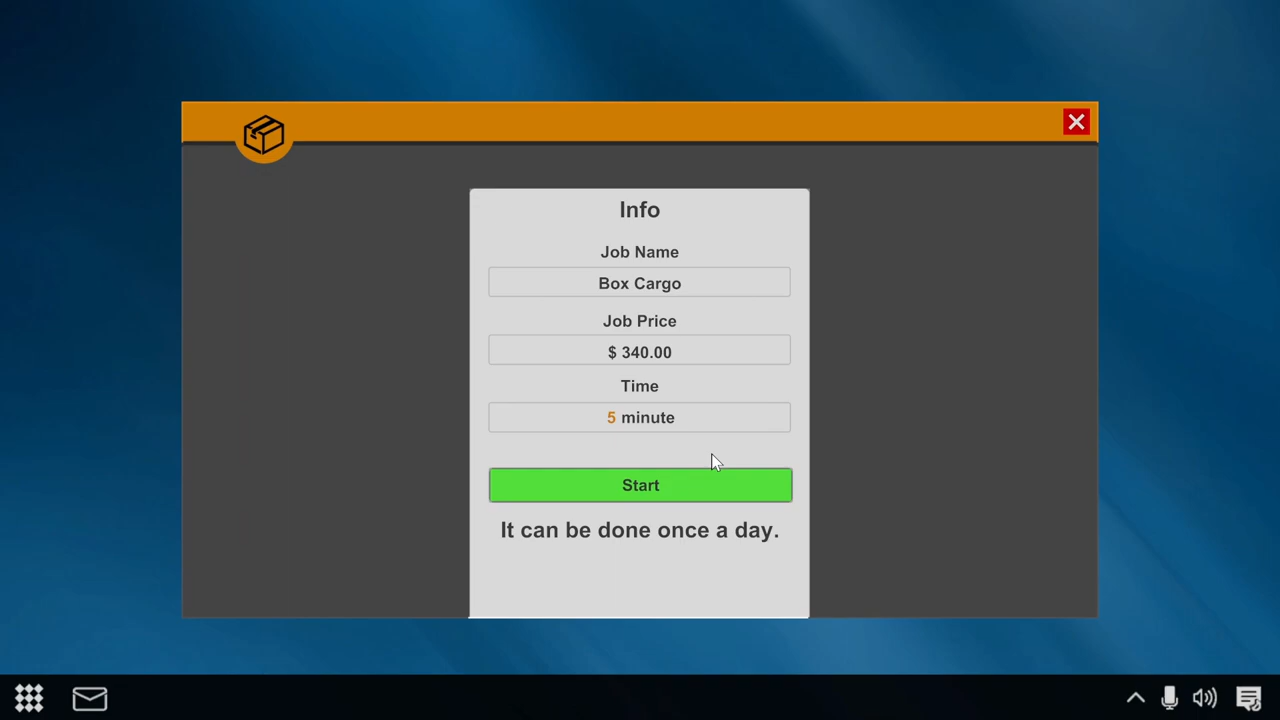 Info
Job Name
Box Cargo
Job Price
$ 340.00
Time
5 minute
Start
It can be done once a day.